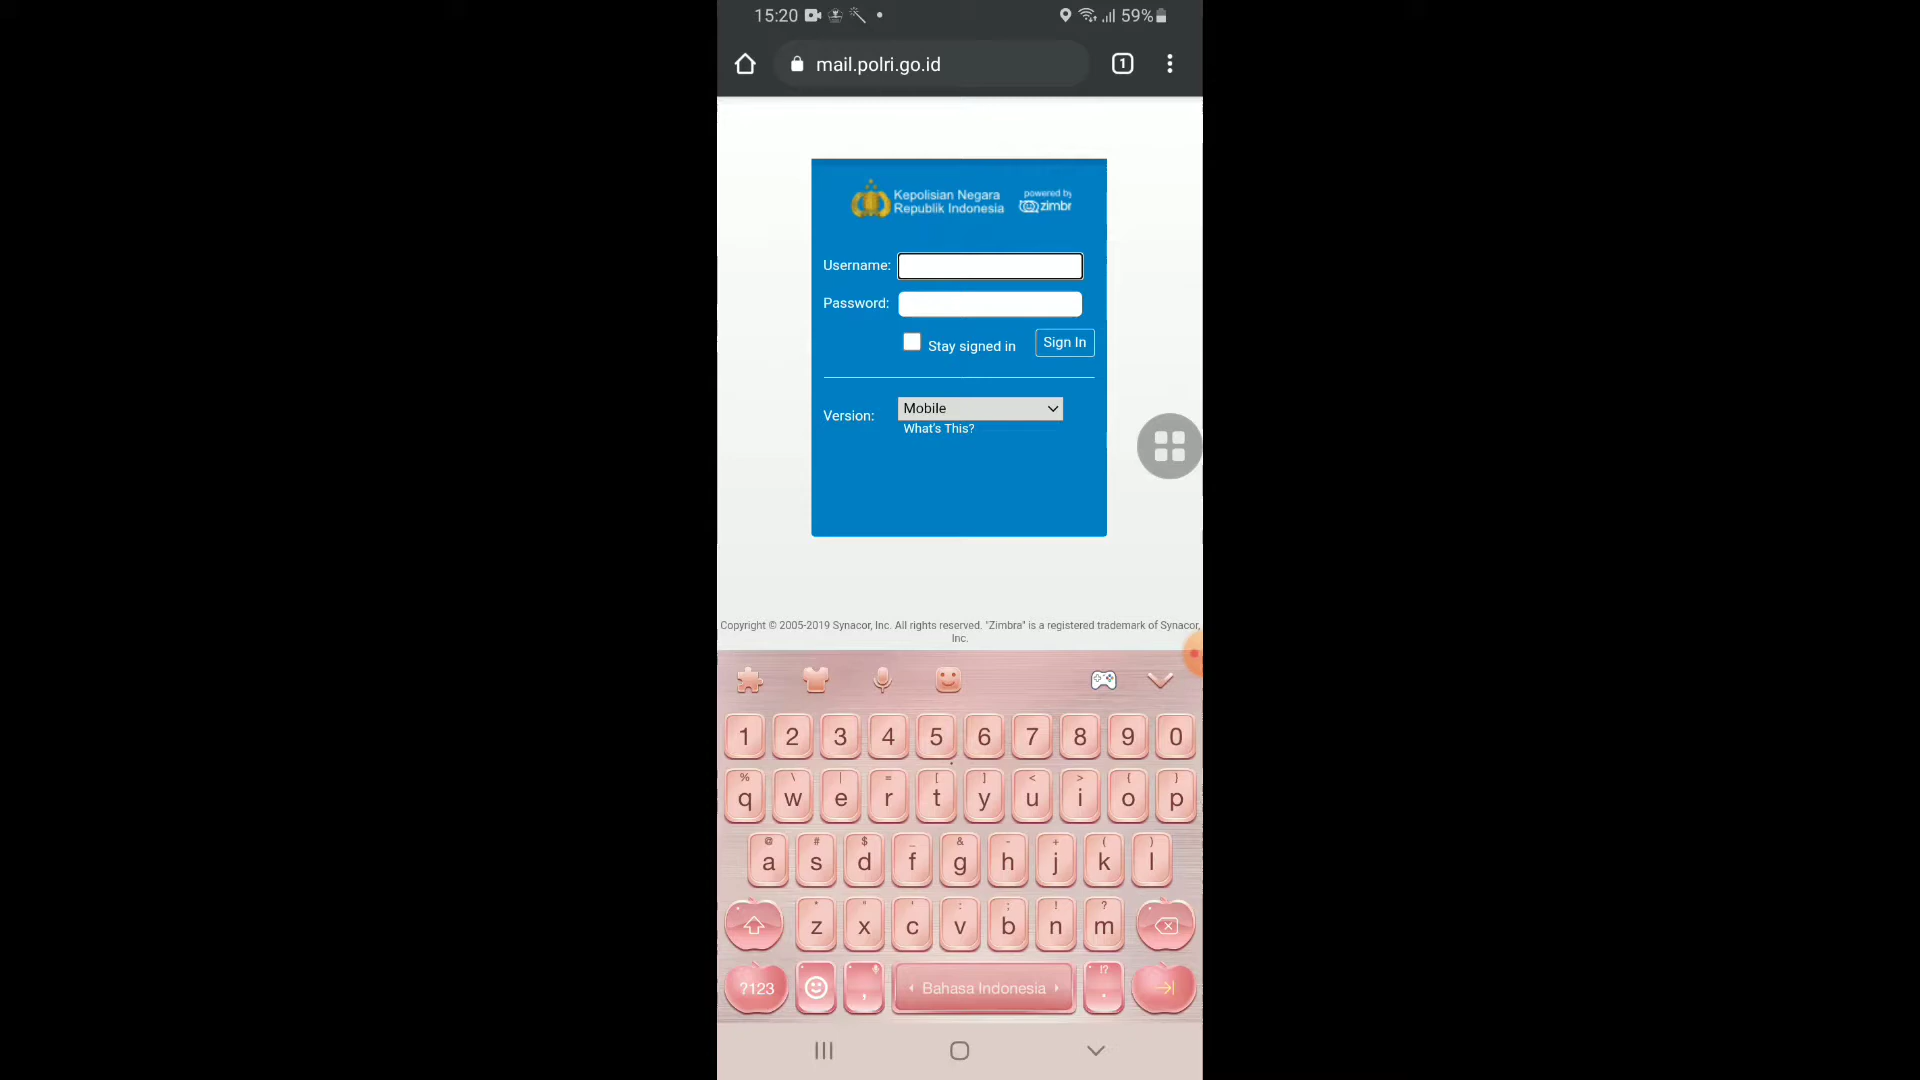 15:20
59%
mail.polri.go.id
1
Kepolisian Negara
Republik Indonesia
powered by
zimbr
Username:
Password:
Stay signed in
Sign In
Version:
Mobile
What's This?
Copyright © 2005-2019 Synacor, Inc. All rights reserved. "Zimbra" is a registered trademark of Synacor,
Inc.
1 2 3 4 5 6 7 8 9 0
% \ | = [ ] < > { }
q w e r t y u i o p
@ # $ _ & - + ( )
a s d f g h j k l
* " ' : ; ! ?
z x c v b n m
!?
?123 , Bahasa Indonesia .